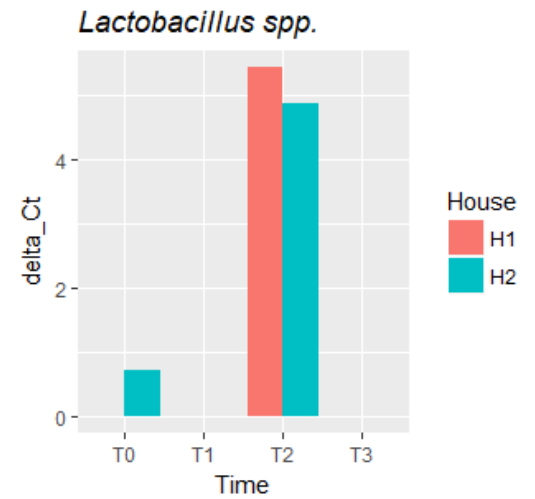 Lactobacillus spp.
delta_Ct
4
2
0
T0 T1 T2 T3
Time
House
H1
H2